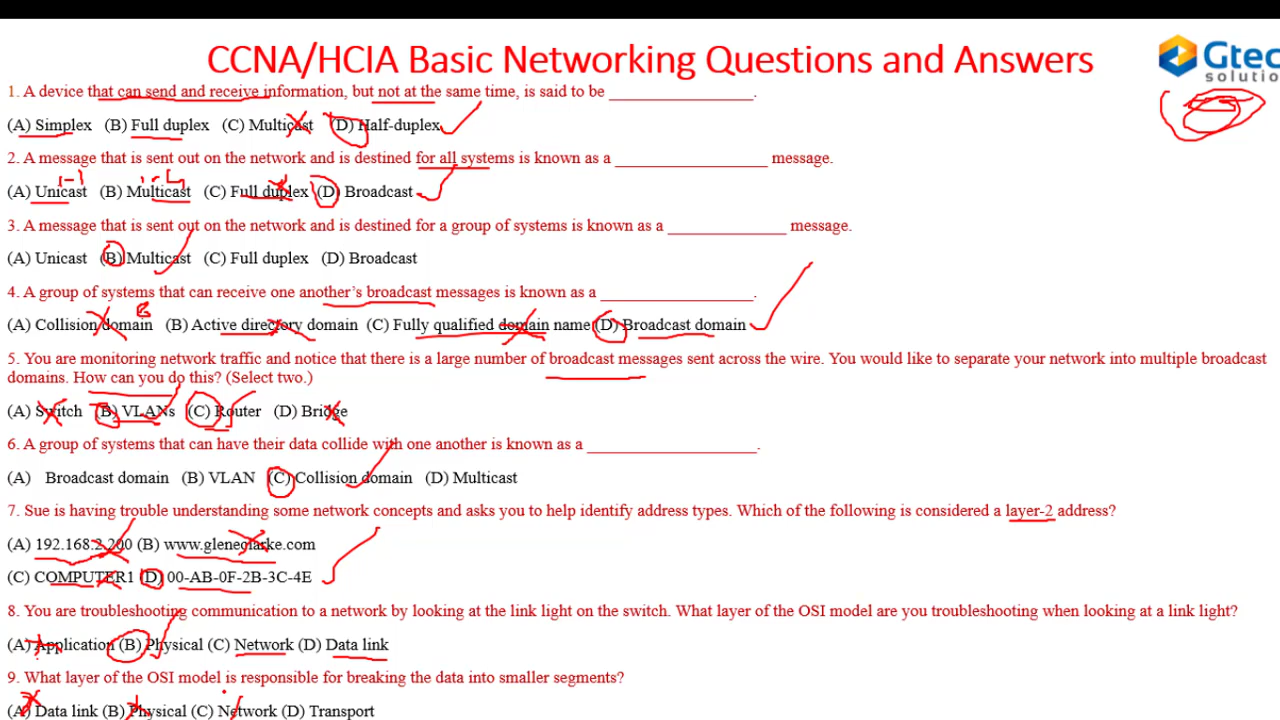 CCNA/HCIA Basic Networking Questions and Answers
Gtec
solutio
1. A device that can send and receive information, but not at the same time, is said to be _______________.
(A) Simplex (B) Full duplex (C) Multicast (D) Half-duplex
2. A message that is sent out on the network and is destined for all systems is known as a ________________ message.
1-1 1-L
(A) Unicast (B) Multicast (C) Full duplex (D) Broadcast
3. A message that is sent out on the network and is destined for a group of systems is known as a _____________ message.
(A) Unicast (B) Multicast (C) Full duplex (D) Broadcast
4. A group of systems that can receive one another's broadcast messages is known as a ________________.
B
(A) Collision domain (B) Active directory domain (C) Fully qualified domain name (D) Broadcast domain
5. You are monitoring network traffic and notice that there is a large number of broadcast messages sent across the wire. You would like to separate your network into multiple broadcast
domains. How can you do this? (Select two.)
(A) Switch (B) VLANs (C) Router (D) Bridge
6. A group of systems that can have their data collide with one another is known as a __________________.
(A) Broadcast domain (B) VLAN (C) Collision domain (D) Multicast
7. Sue is having trouble understanding some network concepts and asks you to help identify address types. Which of the following is considered a layer-2 address?
(A) 192.168.2.200 (B) www.gleneclarke.com
(C) COMPUTER1 (D) 00-AB-0F-2B-3C-4E
8. You are troubleshooting communication to a network by looking at the link light on the switch. What layer of the OSI model are you troubleshooting when looking at a link light?
(A) Application (B) Physical (C) Network (D) Data link
9. What layer of the OSI model is responsible for breaking the data into smaller segments?
(A) Data link (B) Physical (C) Network (D) Transport